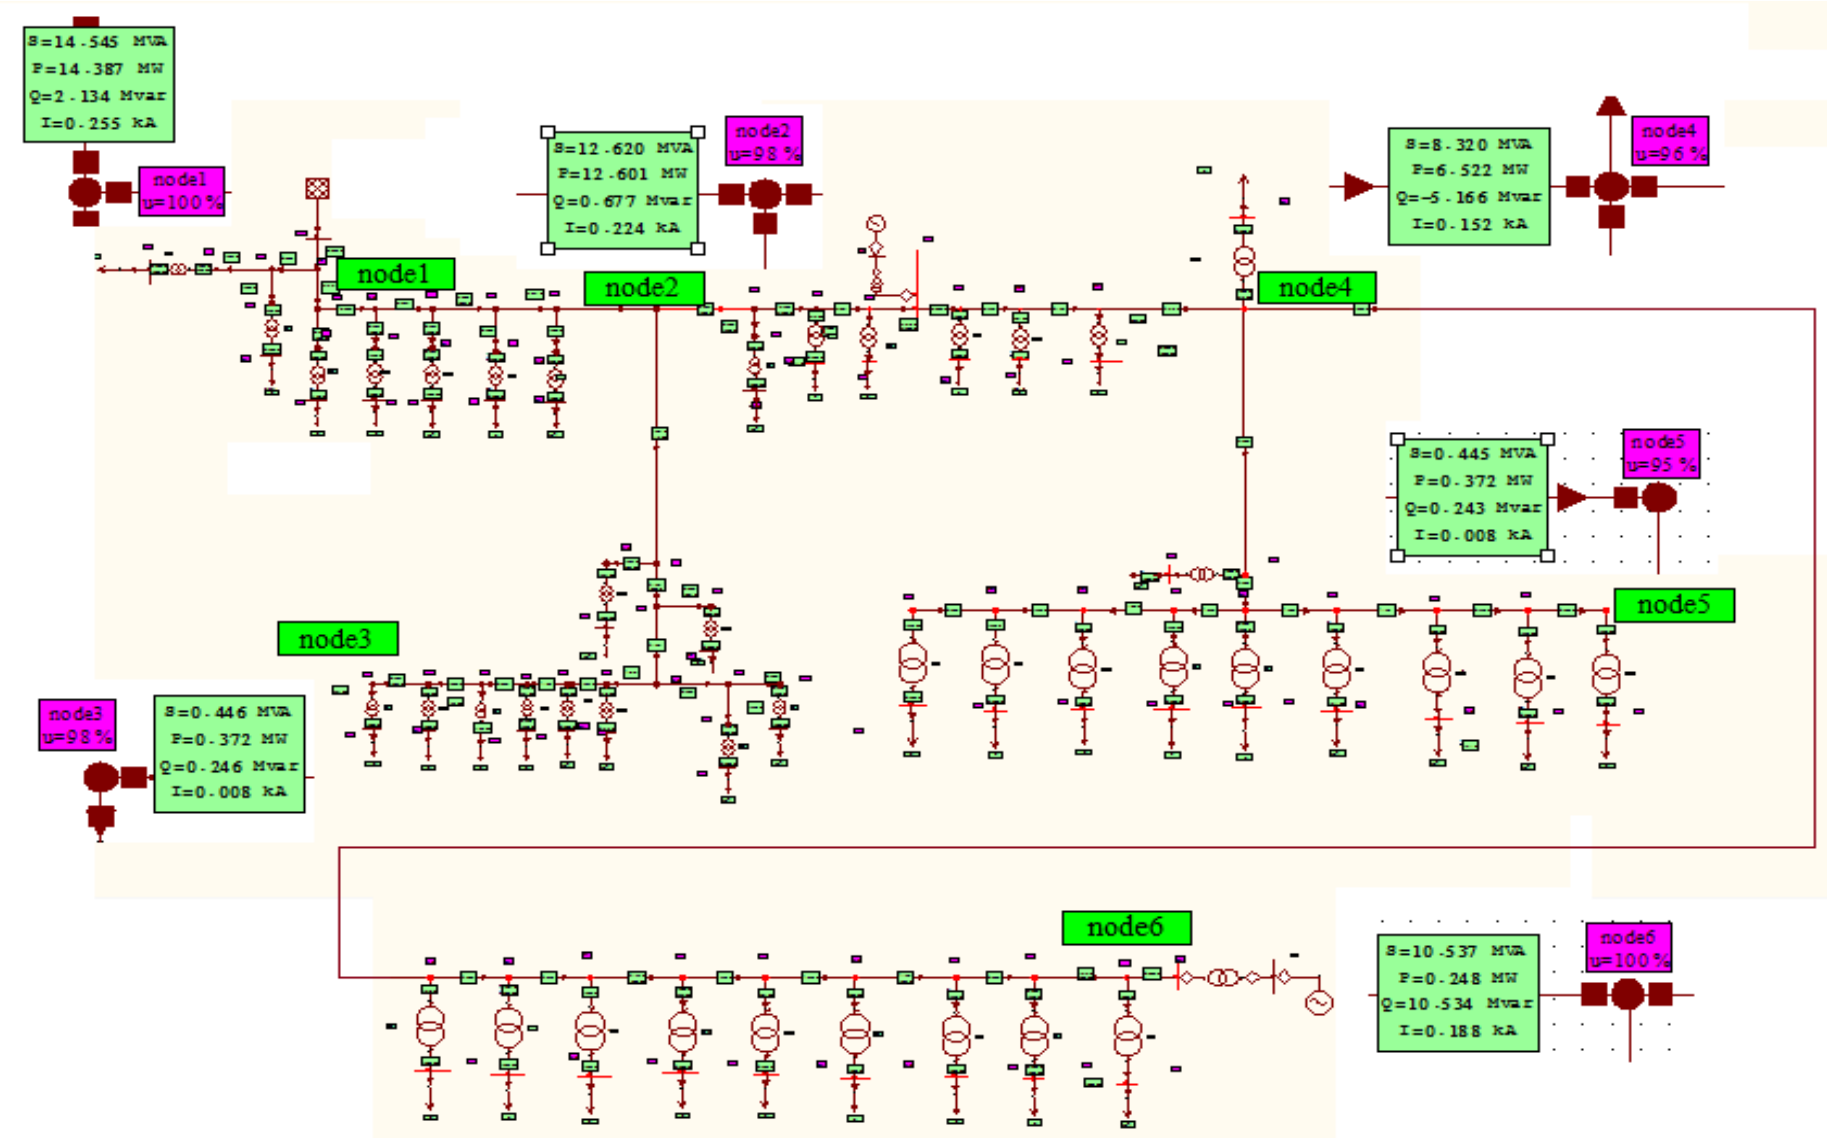 S=14.545 MVA
P=14.387 MW
Q=2.134 Mvar
I=0.255 kA
node1
u=100 %
S=12.620 MVA
P=12.601 MW
Q=0.677 Mvar
I=0.224 kA
node2
u=98 %
S=8.320 MVA
P=6.522 MW
Q=-5.166 Mvar
I=0.152 kA
node4
u=96 %
node1
node2
node4
S=0.445 MVA
P=0.372 MW
Q=0.243 Mvar
I=0.008 kA
node5
u=95 %
node5
node3
node3
u=98 %
S=0.446 MVA
P=0.372 MW
Q=0.246 Mvar
I=0.008 kA
node6
S=10.537 MVA
P=0.248 MW
Q=10.534 Mvar
I=0.188 kA
node6
u=100 %